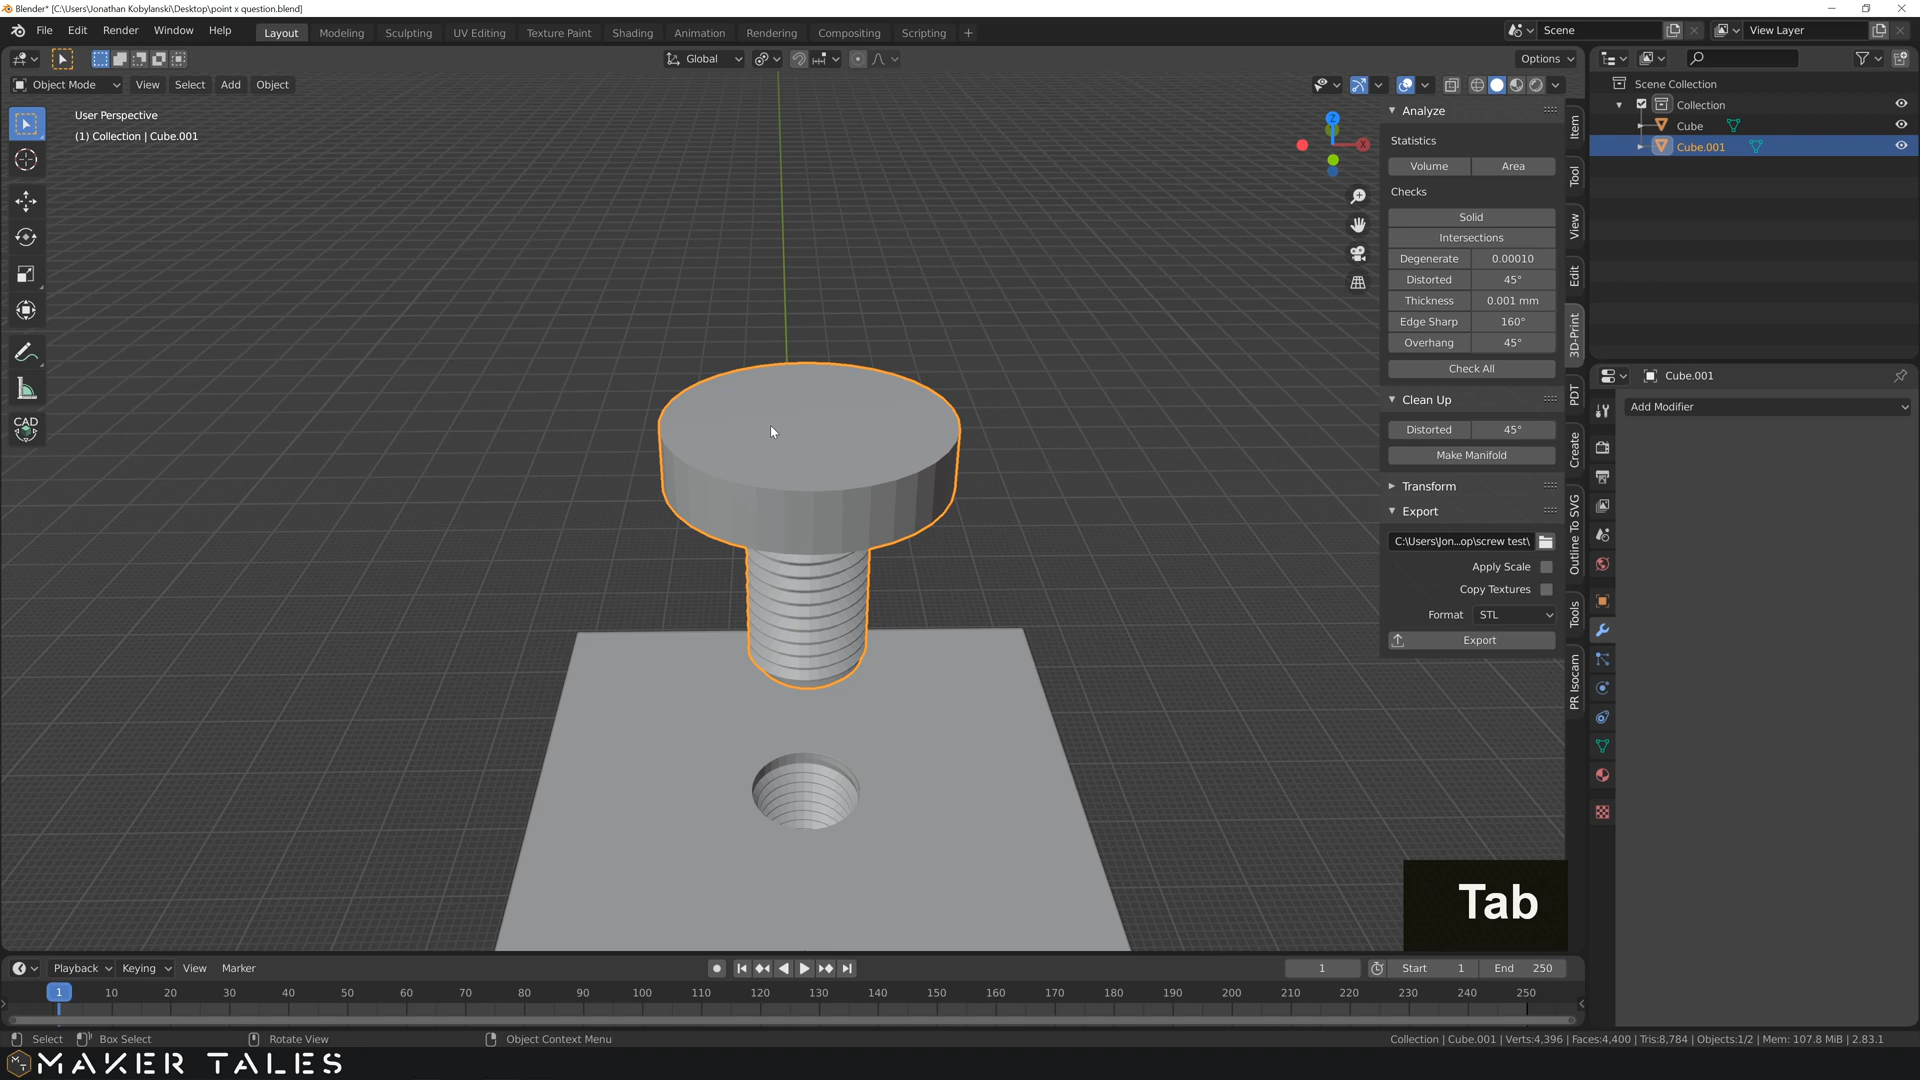 Blender* [C:\Users\Jonathan Kobylanski\Desktop\point x question.blend]
File Edit Render Window Help Layout Modeling Sculpting UV Editing Texture Paint Shading Animation Rendering Compositing Scripting + Scene View Layer
Global Options
Object Mode View Select Add Object
User Perspective
(1) Collection | Cube.001
CAD
Z
X
Analyze
Statistics
Volume Area
Checks
Solid
Intersections
Degenerate 0.00010
Distorted 45°
Thickness 0.001 mm
Edge Sharp 160°
Overhang 45°
Check All
Clean Up
Distorted 45°
Make Manifold
Transform
Export
C:\Users\Jon...op\screw test\
Apply Scale
Copy Textures
Format STL
Export
Item
Tool
View
Edit
3D-Print
PDT
Create
Outline To SVG
Tools
PR Isocam
Scene Collection
Collection
Cube
Cube.001
Cube.001
Add Modifier
Tab
Playback Keying View Marker 1 Start 1 End 250
1 10 20 30 40 50 60 70 80 90 100 110 120 130 140 150 160 170 180 190 200 210 220 230 240 250
Select Box Select Rotate View Object Context Menu Collection | Cube.001 | Verts:4,396 | Faces:4,400 | Tris:8,784 | Objects:1/2 | Mem: 107.8 MiB | 2.83.1
MT MAKER TALES